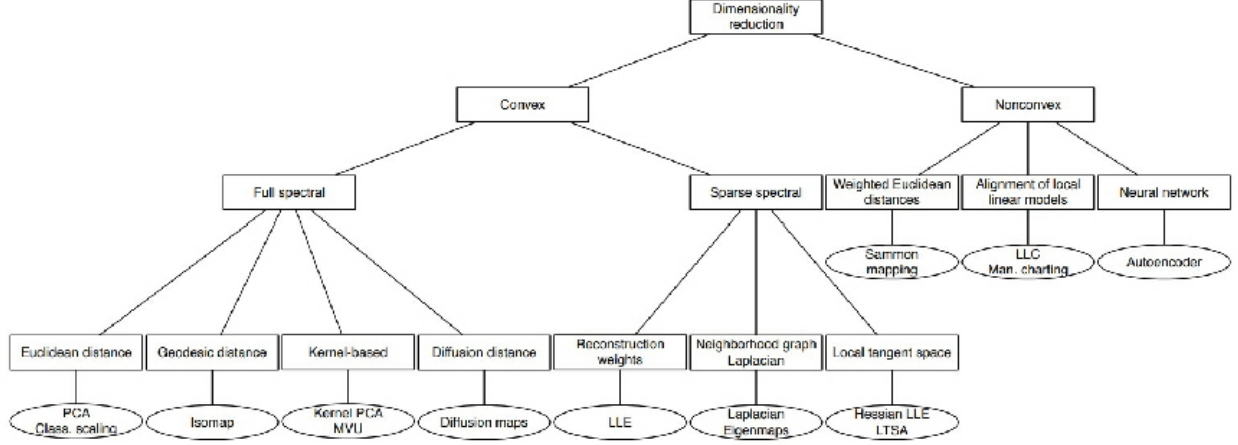 Dimensionality
reduction
Convex
Nonconvex
Full spectral
Sparse spectral
Weighted Euclidean
distances
Alignment of local
linear models
Neural network
Sammon
mapping
LLC
Man. charting
Autoencoder
Euclidean distance
Geodesic distance
Kernel-based
Diffusion distance
Reconstruction
weights
Neighborhood graph
Laplacian
Local tangent space
PCA
Class. scaling
Isomap
Kernel PCA
MVU
Diffusion maps
LLE
Laplacian
Eigenmaps
Hessian LLE
LTSA